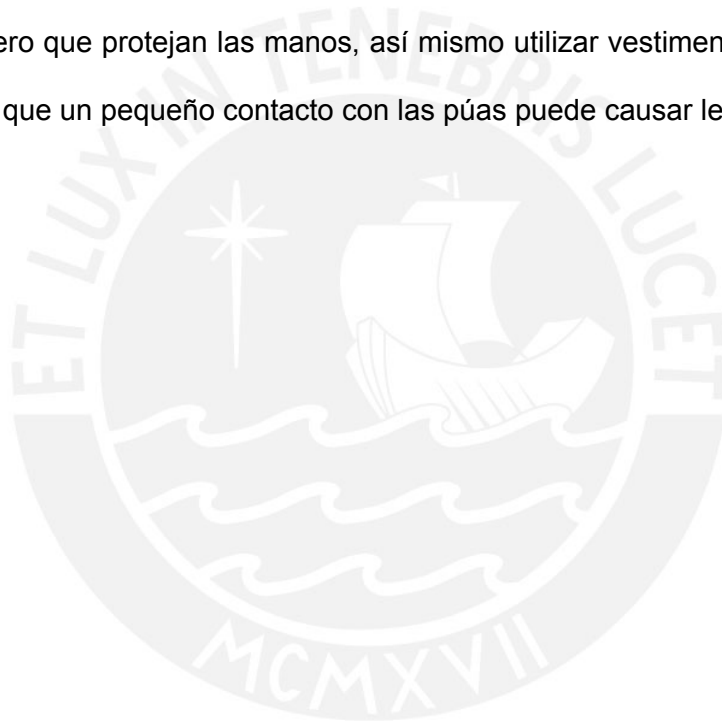 ero que protejan las manos, así mismo utilizar vestimen
que un pequeño contacto con las púas puede causar le
ET LUX IN TENEBRIS LUCET
MCMXVII